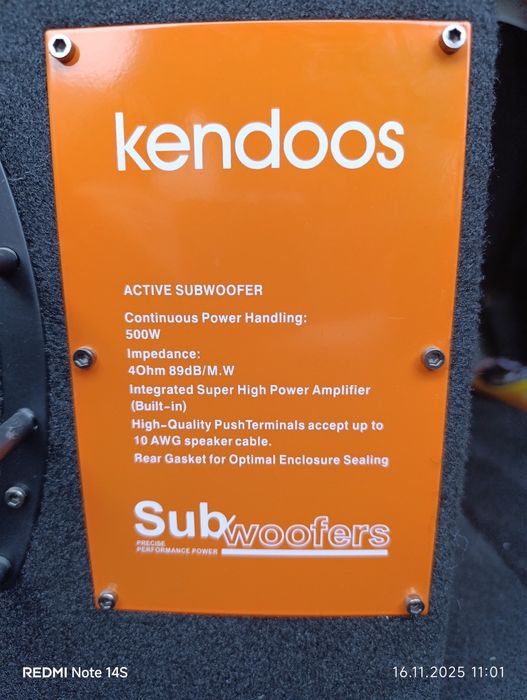 kendoos
ACTIVE SUBWOOFER
Continuous Power Handling:
500W
Impedance:
4Ohm 89dB/M.W
Integrated Super High Power Amplifier
(Built-in)
High-Quality PushTerminals accept up to
10 AWG speaker cable.
Rear Gasket for Optimal Enclosure Sealing
Subwoofers
PRECISE
PERFORMANCE POWER
REDMI Note 14S
16.11.2025 11:01